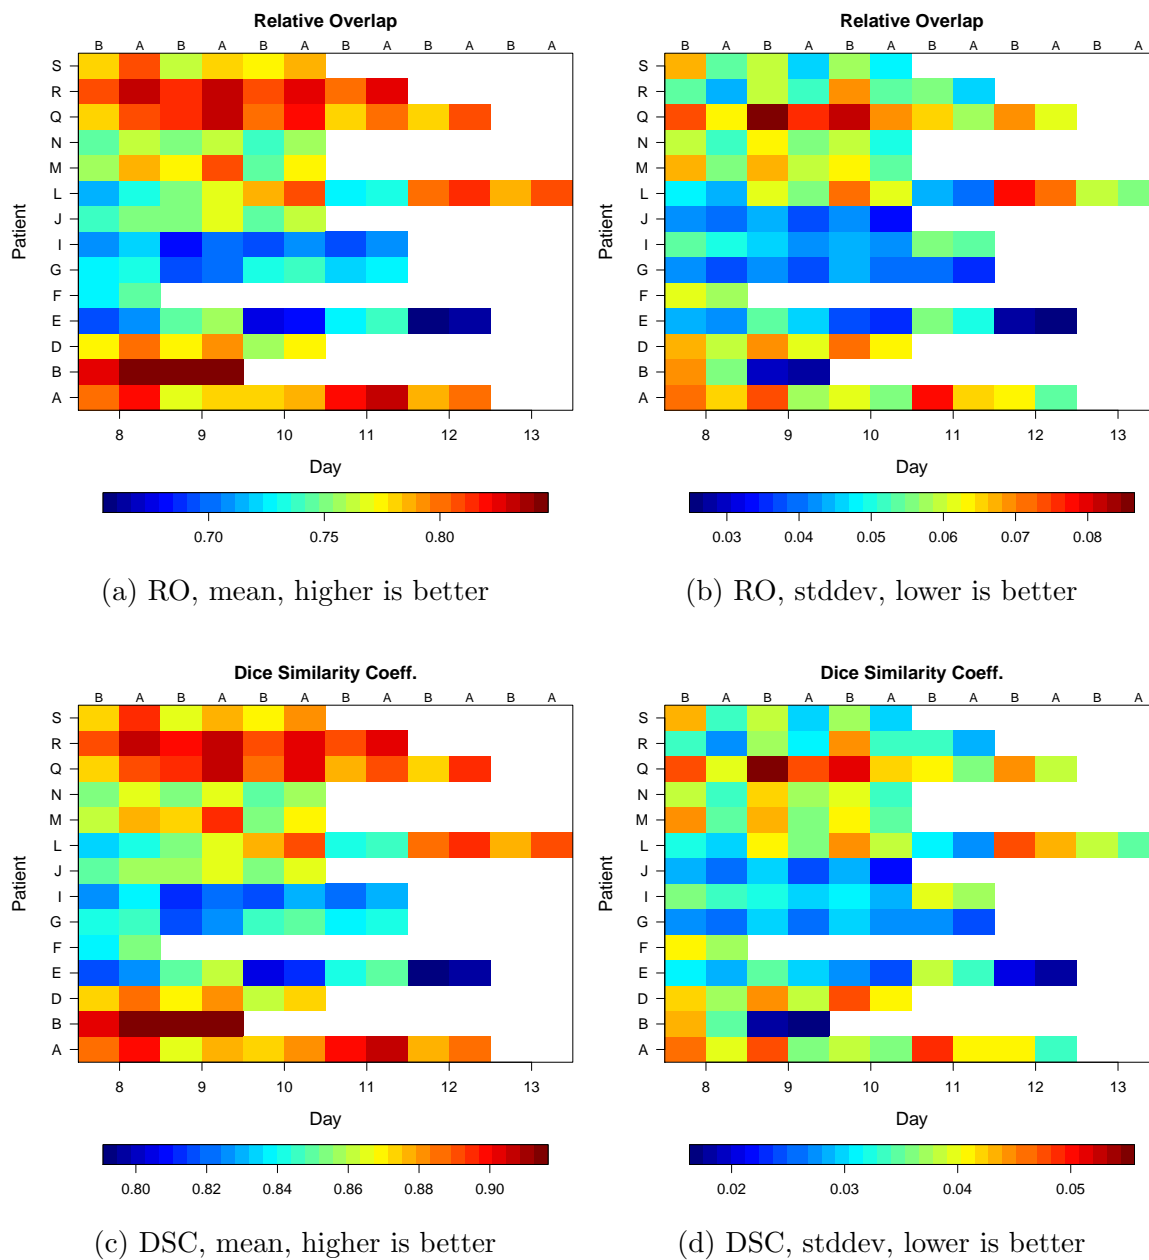 Relative Overlap
B A B A B A B A B A B A
S
R
Q
N
M
L
J
I
G
F
E
D
B
A
Patient
8 9 10 11 12 13
Day
0.70 0.75 0.80
(a) RO, mean, higher is better
Relative Overlap
B A B A B A B A B A B A
S
R
Q
N
M
L
J
I
G
F
E
D
B
A
Patient
8 9 10 11 12 13
Day
0.03 0.04 0.05 0.06 0.07 0.08
(b) RO, stddev, lower is better
Dice Similarity Coeff.
B A B A B A B A B A B A
S
R
Q
N
M
L
J
I
G
F
E
D
B
A
Patient
8 9 10 11 12 13
Day
0.80 0.82 0.84 0.86 0.88 0.90
(c) DSC, mean, higher is better
Dice Similarity Coeff.
B A B A B A B A B A B A
S
R
Q
N
M
L
J
I
G
F
E
D
B
A
Patient
8 9 10 11 12 13
Day
0.02 0.03 0.04 0.05
(d) DSC, stddev, lower is better